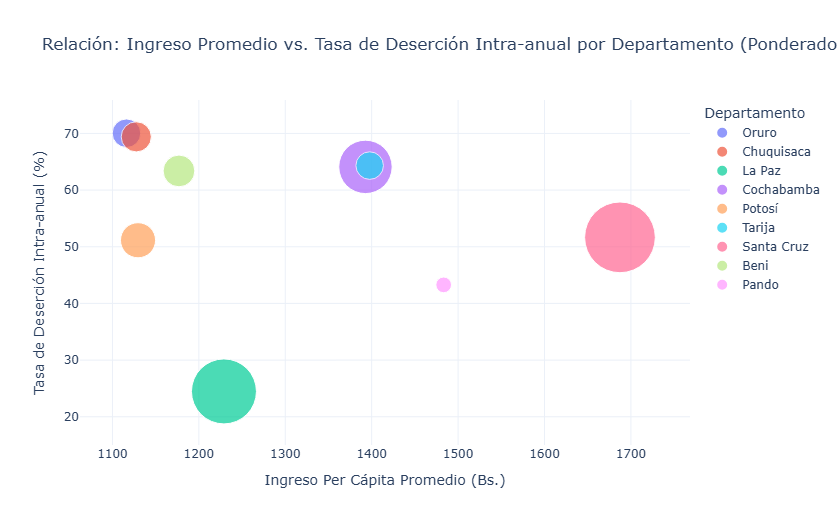 Relación: Ingreso Promedio vs. Tasa de Deserción Intra-anual por Departamento (Ponderado
Departamento
Oruro
Chuquisaca
La Paz
Cochabamba
Potosí
Tarija
Santa Cruz
Beni
Pando
Tasa de Deserción Intra-anual (%)
70
60
50
40
30
20
1100 1200 1300 1400 1500 1600 1700
Ingreso Per Cápita Promedio (Bs.)